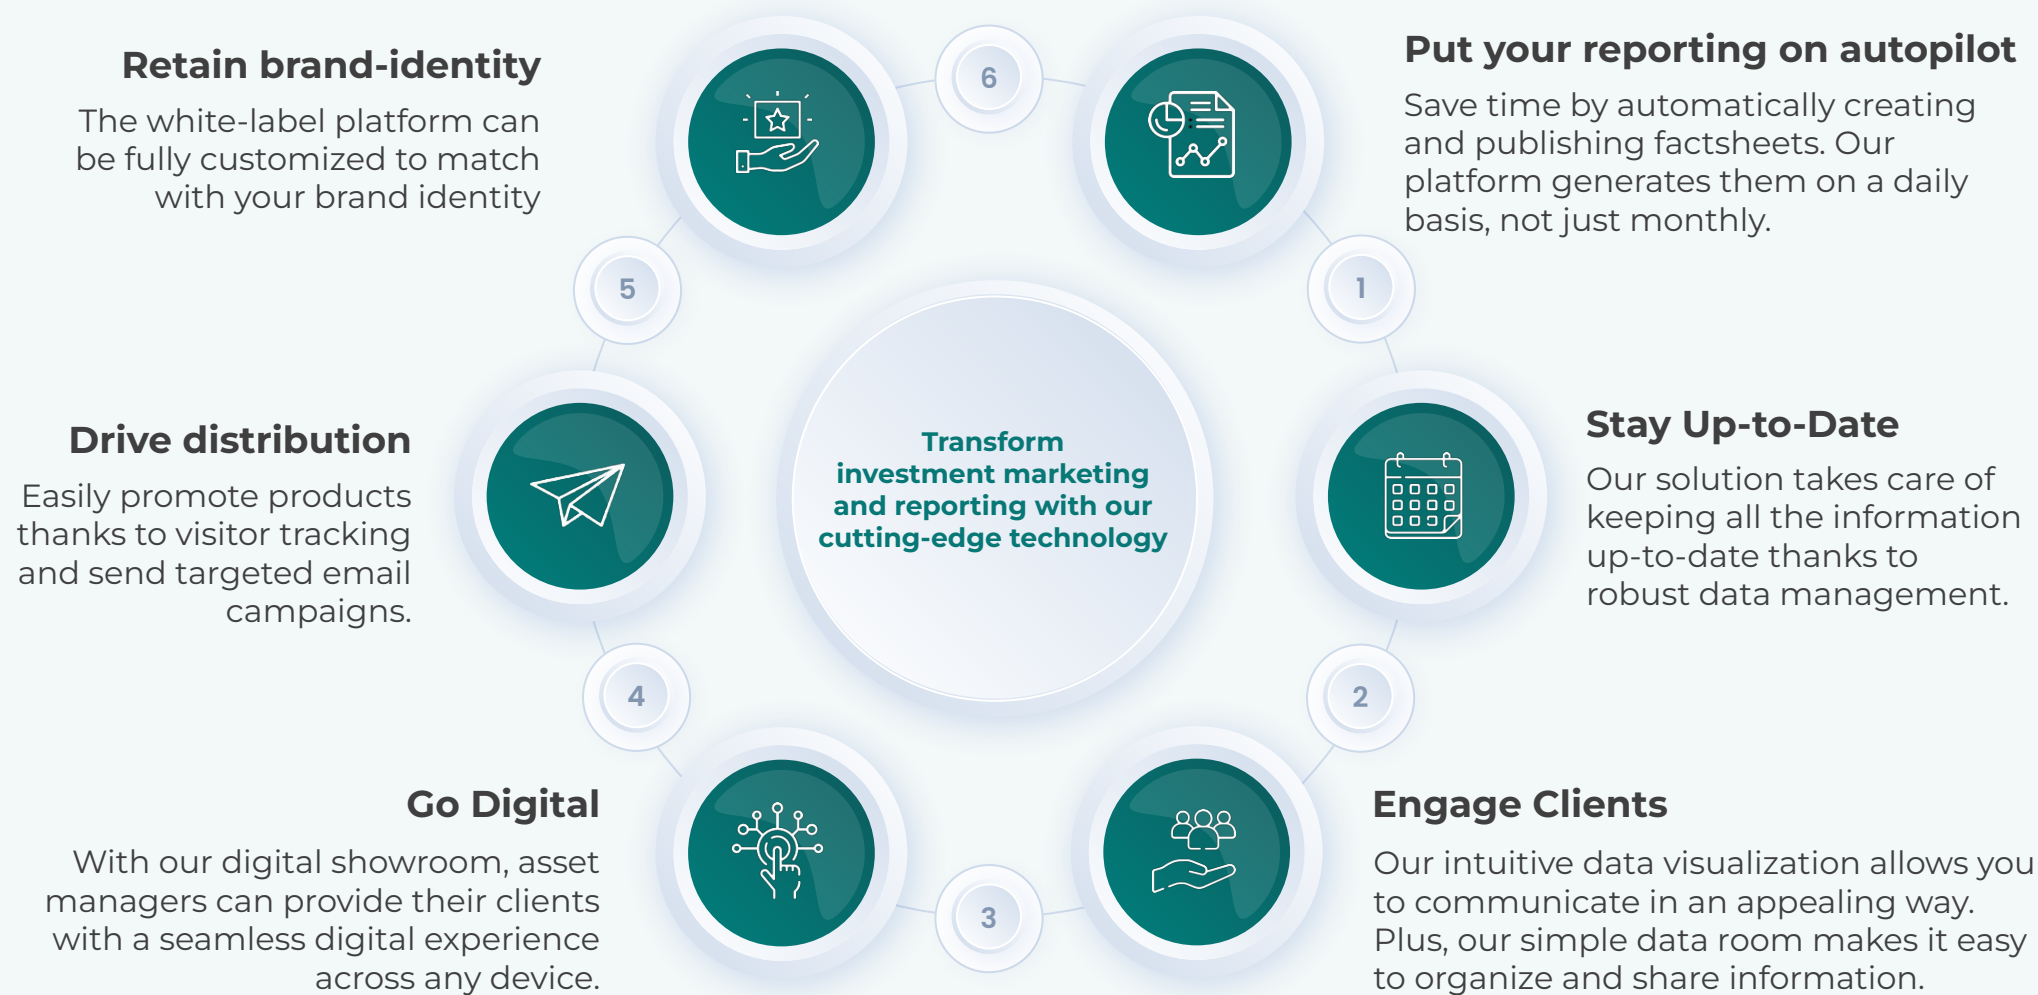 Put your reporting on autopilot
Save time by automatically creating
and publishing factsheets. Our
platform generates them on a daily
basis, not just monthly.
1
Stay Up-to-Date
Our solution takes care of
keeping all the information
up-to-date thanks to
robust data management.
2
Engage Clients
Our intuitive data visualization allows you
to communicate in an appealing way.
Plus, our simple data room makes it easy
to organize and share information.
3
Go Digital
With our digital showroom, asset
managers can provide their clients
with a seamless digital experience
across any device.
4
Drive distribution
Easily promote products
thanks to visitor tracking
and send targeted email
campaigns.
5
Retain brand-identity
The white-label platform can
be fully customized to match
with your brand identity
6
Transform
investment marketing
and reporting with our
cutting-edge technology